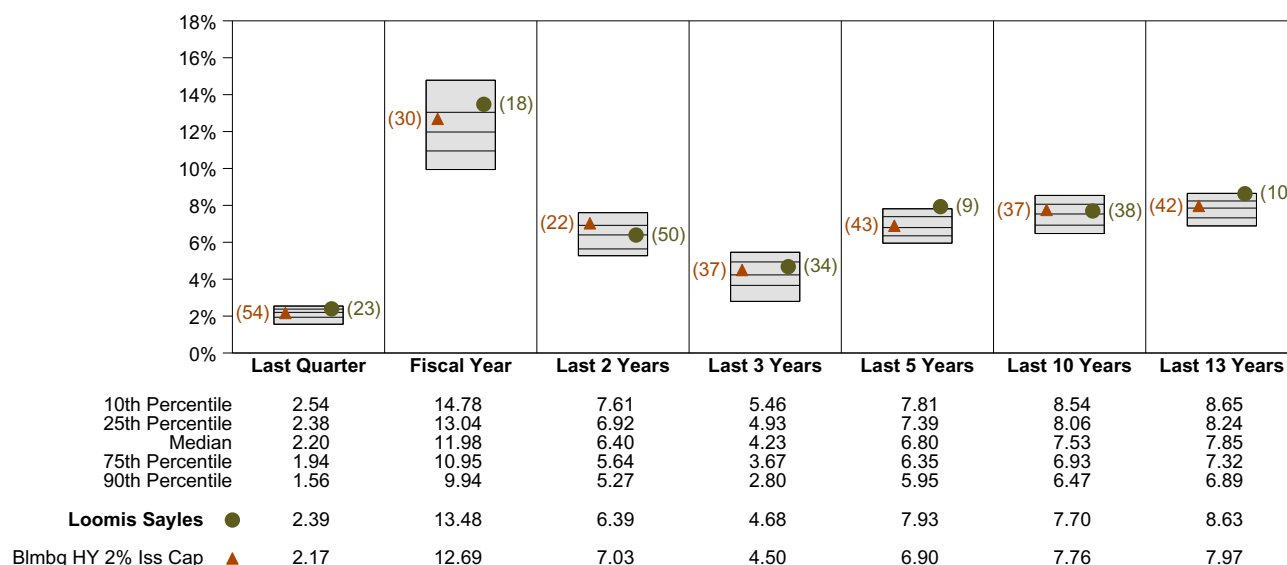 18%
16%
14%
12%
10%
8%
6%
4%
2%
0%
(54) (23)
(30) (18)
(22) (50)
(37) (34)
(43) (9)
(37) (38)
(42) (10
Last Quarter Fiscal Year Last 2 Years Last 3 Years Last 5 Years Last 10 Years Last 13 Years
10th Percentile 2.54 14.78 7.61 5.46 7.81 8.54 8.65
25th Percentile 2.38 13.04 6.92 4.93 7.39 8.06 8.24
Median 2.20 11.98 6.40 4.23 6.80 7.53 7.85
75th Percentile 1.94 10.95 5.64 3.67 6.35 6.93 7.32
90th Percentile 1.56 9.94 5.27 2.80 5.95 6.47 6.89
Loomis Sayles 2.39 13.48 6.39 4.68 7.93 7.70 8.63
Blmbg HY 2% Iss Cap 2.17 12.69 7.03 4.50 6.90 7.76 7.97